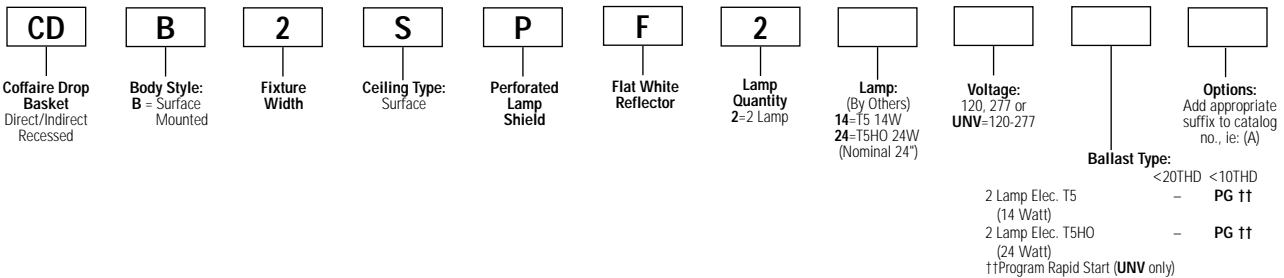 CD
B
2
S
P
F
2
Coffaire Drop
Basket
Direct/Indirect
Recessed
Body Style:
B = Surface
Mounted
Fixture
Width
Ceiling Type:
Surface
Perforated
Lamp
Shield
Flat White
Reflector
Lamp
Quantity
2=2 Lamp
Lamp:
(By Others)
14=T5 14W
24=T5HO 24W
(Nominal 24")
Voltage:
120, 277 or
UNV=120-277
Options:
Add appropriate
suffix to catalog
no., ie: (A)
Ballast Type:
<20THD <10THD
2 Lamp Elec. T5 – PG ††
(14 Watt)
2 Lamp Elec. T5HO – PG ††
(24 Watt)
††Program Rapid Start (UNV only)